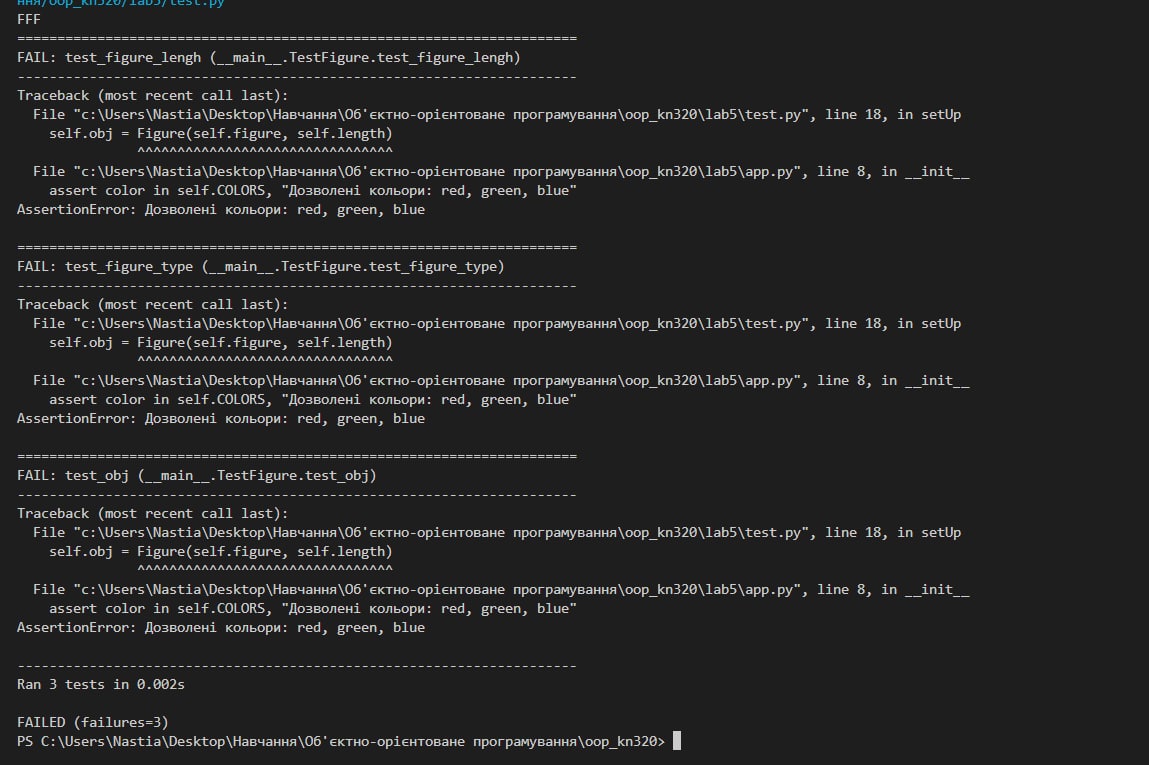 ння/oop_kn320/lab5/test.py
FFF
======================================================================
FAIL: test_figure_lengh (__main__.TestFigure.test_figure_lengh)
----------------------------------------------------------------------
Traceback (most recent call last):
  File "c:\Users\Nastia\Desktop\Навчання\Об'єктно-орієнтоване програмування\oop_kn320\lab5\test.py", line 18, in setUp
    self.obj = Figure(self.figure, self.length)
               ^^^^^^^^^^^^^^^^^^^^^^^^^^^^^^^^
  File "c:\Users\Nastia\Desktop\Навчання\Об'єктно-орієнтоване програмування\oop_kn320\lab5\app.py", line 8, in __init__
    assert color in self.COLORS, "Дозволені кольори: red, green, blue"
AssertionError: Дозволені кольори: red, green, blue
======================================================================
FAIL: test_figure_type (__main__.TestFigure.test_figure_type)
----------------------------------------------------------------------
Traceback (most recent call last):
  File "c:\Users\Nastia\Desktop\Навчання\Об'єктно-орієнтоване програмування\oop_kn320\lab5\test.py", line 18, in setUp
    self.obj = Figure(self.figure, self.length)
               ^^^^^^^^^^^^^^^^^^^^^^^^^^^^^^^^
  File "c:\Users\Nastia\Desktop\Навчання\Об'єктно-орієнтоване програмування\oop_kn320\lab5\app.py", line 8, in __init__
    assert color in self.COLORS, "Дозволені кольори: red, green, blue"
AssertionError: Дозволені кольори: red, green, blue
======================================================================
FAIL: test_obj (__main__.TestFigure.test_obj)
----------------------------------------------------------------------
Traceback (most recent call last):
  File "c:\Users\Nastia\Desktop\Навчання\Об'єктно-орієнтоване програмування\oop_kn320\lab5\test.py", line 18, in setUp
    self.obj = Figure(self.figure, self.length)
               ^^^^^^^^^^^^^^^^^^^^^^^^^^^^^^^^
  File "c:\Users\Nastia\Desktop\Навчання\Об'єктно-орієнтоване програмування\oop_kn320\lab5\app.py", line 8, in __init__
    assert color in self.COLORS, "Дозволені кольори: red, green, blue"
AssertionError: Дозволені кольори: red, green, blue
----------------------------------------------------------------------
Ran 3 tests in 0.002s
FAILED (failures=3)
PS C:\Users\Nastia\Desktop\Навчання\Об'єктно-орієнтоване програмування\oop_kn320>